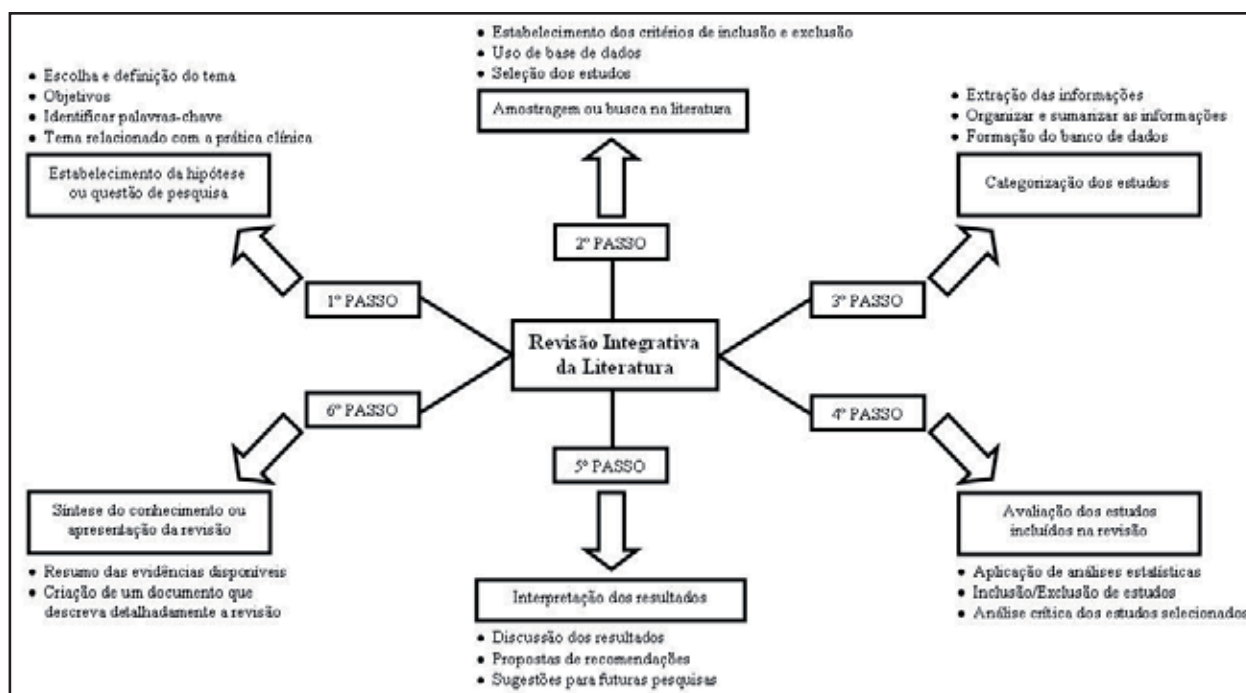 • Escolha e definição do tema
• Objetivos
• Identificar palavras-chave
• Tema relacionado com a prática clínica
Estabelecimento da hipótese
ou questão de pesquisa
1º PASSO
• Estabelecimento dos critérios de inclusão e exclusão
• Uso de base de dados
• Seleção dos estudos
Amostragem ou busca na literatura
2º PASSO
• Extração das informações
• Organizar e sumarizar as informações
• Formação do banco de dados
Categorização dos estudos
3º PASSO
Revisão Integrativa
da Literatura
4º PASSO
Avaliação dos estudos
incluídos na revisão
• Aplicação de análises estatísticas
• Inclusão/Exclusão de estudos
• Análise crítica dos estudos selecionados
5º PASSO
Interpretação dos resultados
• Discussão dos resultados
• Propostas de recomendações
• Sugestões para futuras pesquisas
6º PASSO
Síntese do conhecimento ou
apresentação da revisão
• Resumo das evidências disponíveis
• Criação de um documento que
descreva detalhadamente a revisão